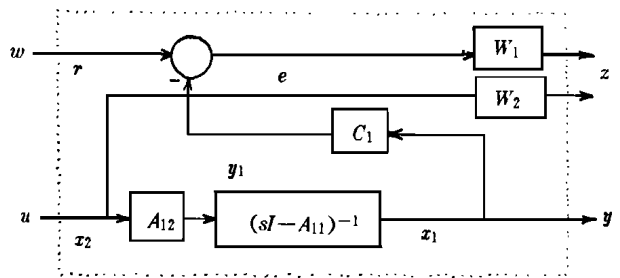 w r e W₁ z
W₂
C₁
y₁
u x₂ A₁₂ (sI−A₁₁)⁻¹ x₁ y